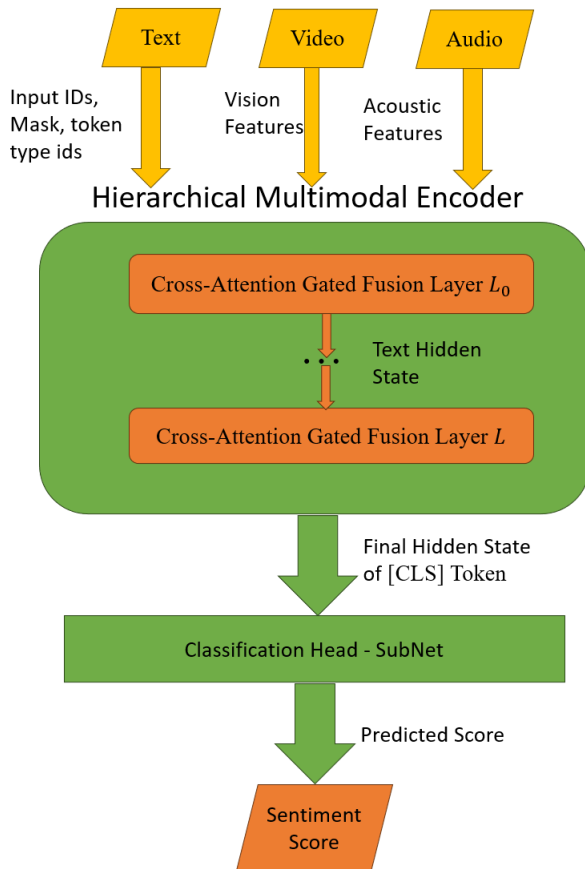 Text
Video
Audio
Input IDs,
Mask, token
type ids
Vision
Features
Acoustic
Features
Hierarchical Multimodal Encoder
Cross-Attention Gated Fusion Layer L₀
• • •
Text Hidden
State
Cross-Attention Gated Fusion Layer L
Final Hidden State
of [CLS] Token
Classification Head - SubNet
Predicted Score
Sentiment
Score